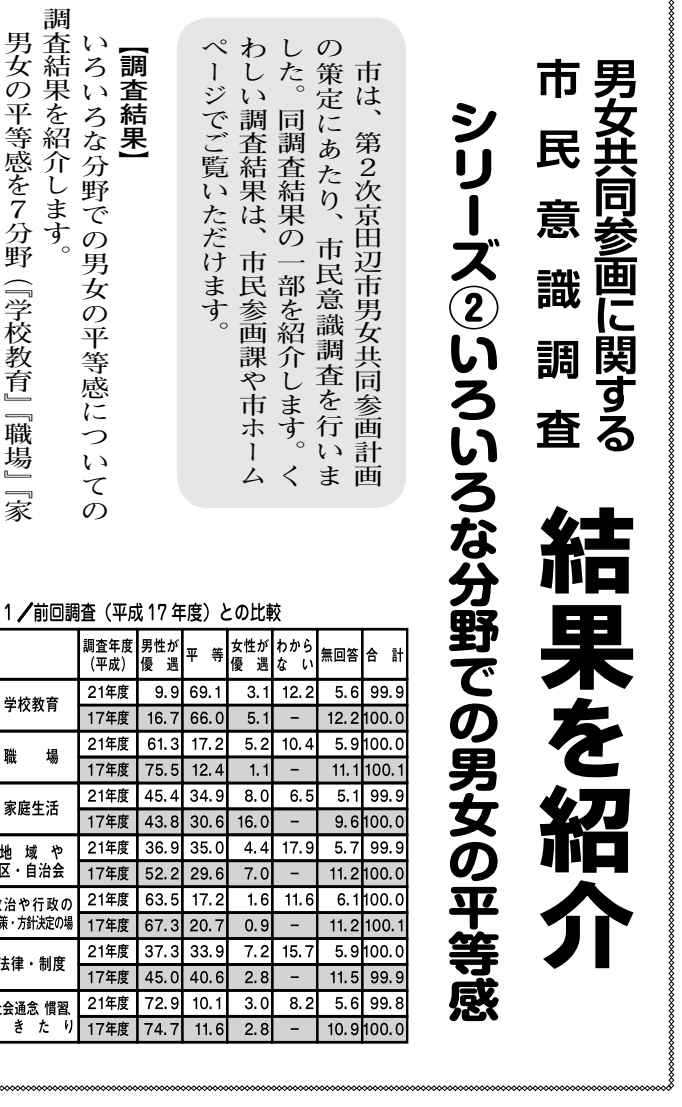 男女共同参画に関する
市民意識調査
結果を紹介
シリーズ②いろいろな分野での男女の平等感
市は、第2次京田辺市男女共同参画計画
の策定にあたり、市民意識調査を行いま
した。同調査結果の一部を紹介します。く
わしい調査結果は、市民参画課や市ホーム
ページでご覧いただけます。
【調査結果】
いろいろな分野での男女の平等感についての
調査結果を紹介します。
男女の平等感を7分野(『学校教育』『職場』『家
1/前回調査(平成17年度)との比較
調査年度(平成) 男性が優遇 平等 女性が優遇 わからない 無回答 合計
学校教育 21年度 9.9 69.1 3.1 12.2 5.6 99.9
17年度 16.7 66.0 5.1 − 12.2 100.0
職場 21年度 61.3 17.2 5.2 10.4 5.9 100.0
17年度 75.5 12.4 1.1 − 11.1 100.1
家庭生活 21年度 45.4 34.9 8.0 6.5 5.1 99.9
17年度 43.8 30.6 16.0 − 9.6 100.0
地域や区・自治会 21年度 36.9 35.0 4.4 17.9 5.7 99.9
17年度 52.2 29.6 7.0 − 11.2 100.0
治や行政の策・方針決定の場 21年度 63.5 17.2 1.6 11.6 6.1 100.0
17年度 67.3 20.7 0.9 − 11.2 100.1
法律・制度 21年度 37.3 33.9 7.2 15.7 5.9 100.0
17年度 45.0 40.6 2.8 − 11.5 99.9
会通念、慣習、きたり 21年度 72.9 10.1 3.0 8.2 5.6 99.8
17年度 74.7 11.6 2.8 − 10.9 100.0